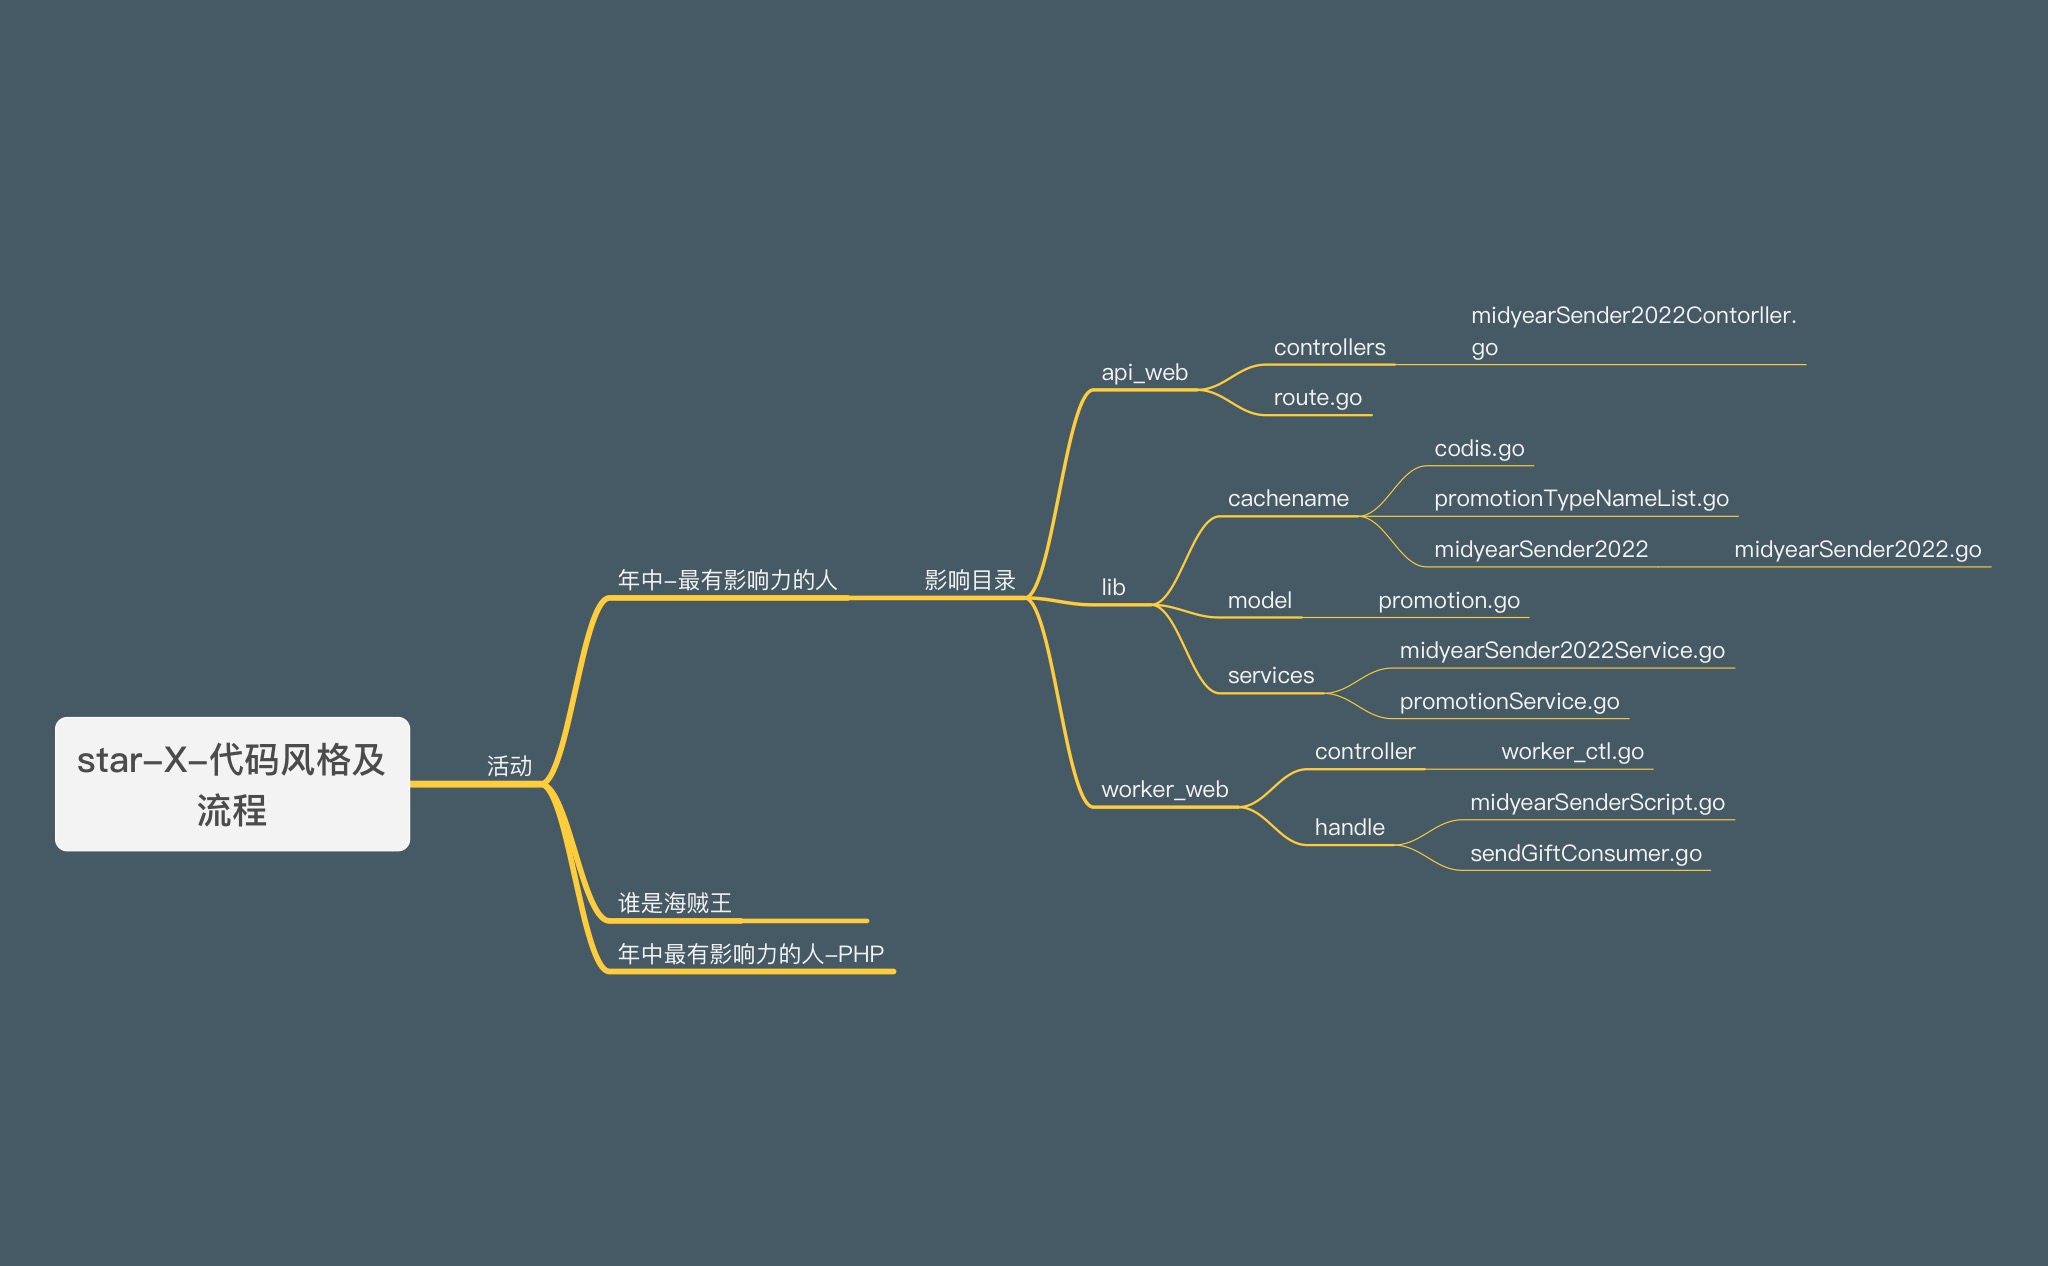 star-X-代码风格及
流程
活动
年中-最有影响力的人
影响目录
api_web
controllers
midyearSender2022Contorller.
go
route.go
lib
cachename
codis.go
promotionTypeNameList.go
midyearSender2022
midyearSender2022.go
model
promotion.go
services
midyearSender2022Service.go
promotionService.go
worker_web
controller
worker_ctl.go
handle
midyearSenderScript.go
sendGiftConsumer.go
谁是海贼王
年中最有影响力的人-PHP